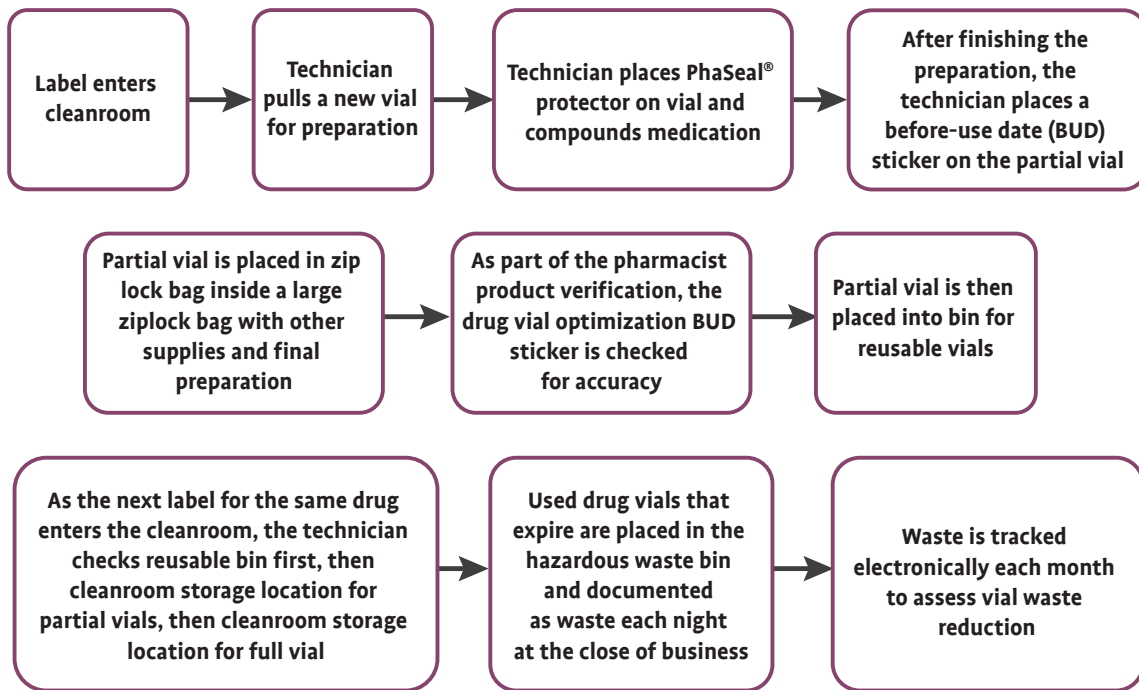 Label enters
cleanroom
Technician
pulls a new vial
for preparation
Technician places PhaSeal®
protector on vial and
compounds medication
After finishing the
preparation, the
technician places a
before-use date (BUD)
sticker on the partial vial
Partial vial is placed in zip
lock bag inside a large
ziplock bag with other
supplies and final
preparation
As part of the pharmacist
product verification, the
drug vial optimization BUD
sticker is checked
for accuracy
Partial vial is then
placed into bin for
reusable vials
As the next label for the same drug
enters the cleanroom, the technician
checks reusable bin first, then
cleanroom storage location for
partial vials, then cleanroom storage
location for full vial
Used drug vials that
expire are placed in the
hazardous waste bin
and documented
as waste each night
at the close of business
Waste is tracked
electronically each month
to assess vial waste
reduction